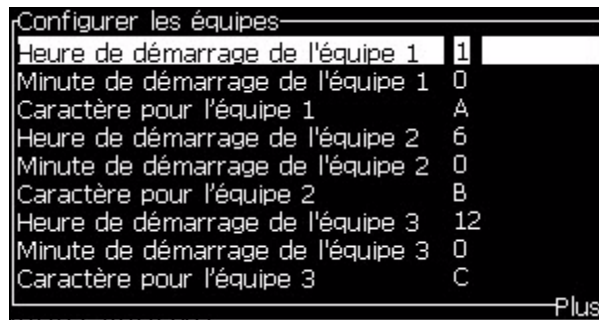 Configurer les équipes
Heure de démarrage de l'équipe 1 1
Minute de démarrage de l'équipe 1 0
Caractère pour l'équipe 1 A
Heure de démarrage de l'équipe 2 6
Minute de démarrage de l'équipe 2 0
Caractère pour l'équipe 2 B
Heure de démarrage de l'équipe 3 12
Minute de démarrage de l'équipe 3 0
Caractère pour l'équipe 3 C
Plus